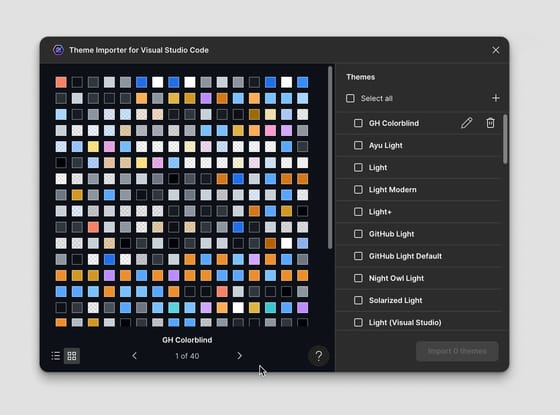 Theme Importer for Visual Studio Code
Themes
Select all
GH Colorblind
Ayu Light
Light
Light Modern
Light+
GitHub Light
GitHub Light Default
Night Owl Light
Solarized Light
Light (Visual Studio)
GH Colorblind
1 of 40
?
Import 0 themes